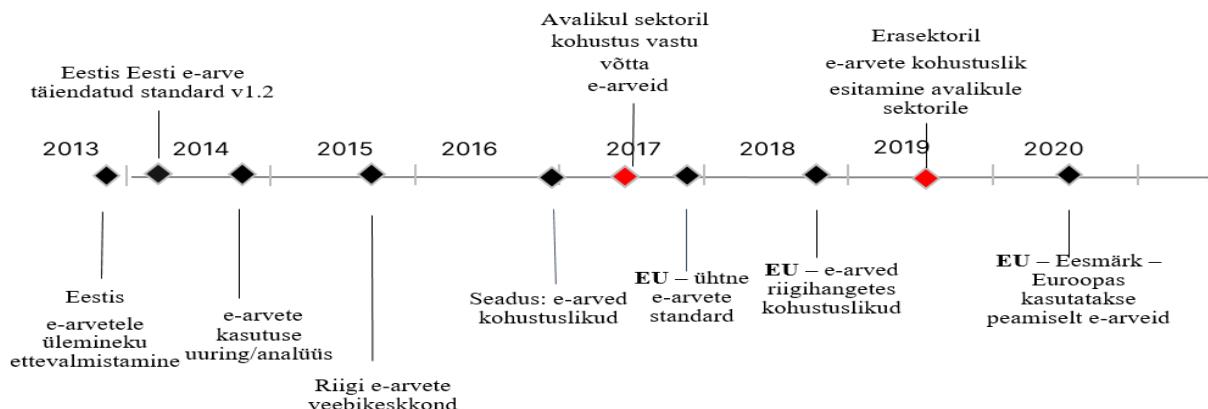 Eestis Eesti e-arve
täiendatud standard v1.2
Avalikul sektoril
kohustus vastu
võtta
e-arveid
Erasektoril
e-arvete kohustuslik
esitamine avalikule
sektorile
2013
2014
2015
2016
2017
2018
2019
2020
Eestis
e-arvetele
ülemineku
ettevalmistamine
e-arvete
kasutuse
uuring/analüüs
Riigi e-arvete
veebikeskkond
Seadus: e-arved
kohustuslikud
EU – ühtne
e-arvete
standard
EU – e-arved
riigihangetes
kohustuslikud
EU – Eesmärk –
Euroopas
kasutatakse
peamiselt e-arveid